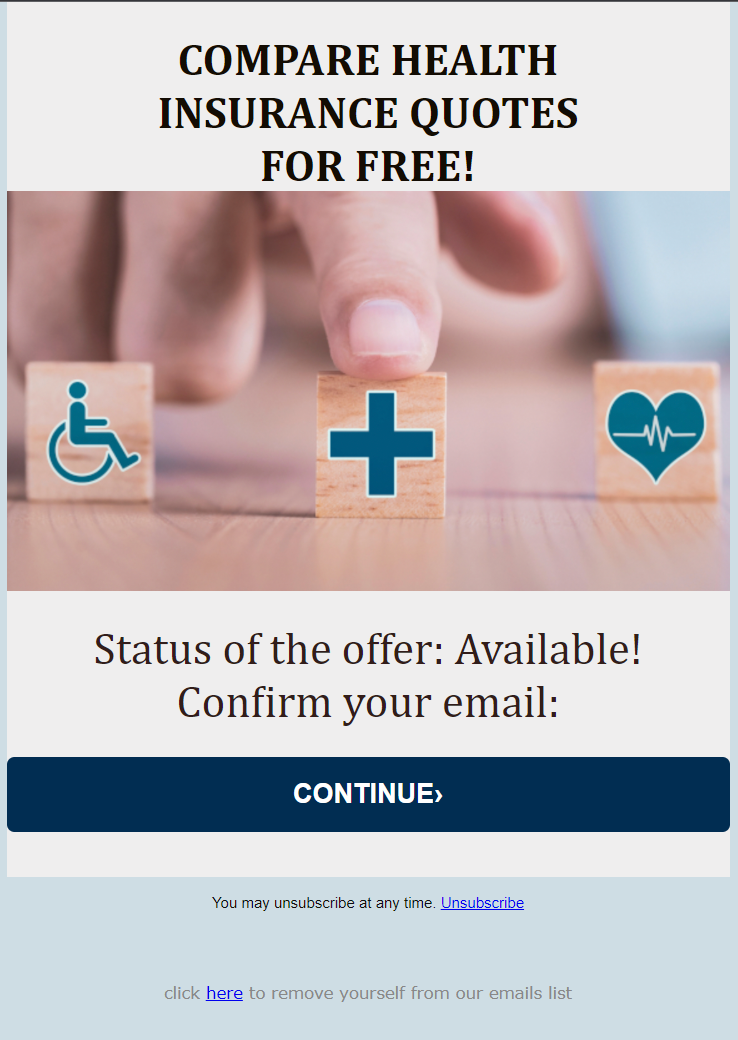 COMPARE HEALTH
INSURANCE QUOTES
FOR FREE!
Status of the offer: Available!
Confirm your email:
CONTINUE›
You may unsubscribe at any time. Unsubscribe
click here to remove yourself from our emails list